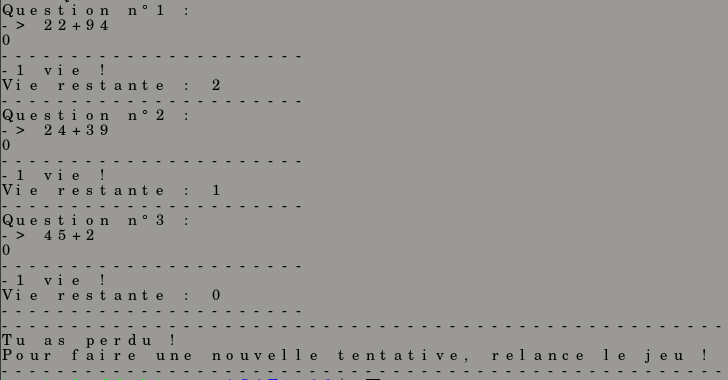 Question n°1 :
-> 22+94
0
----------------------
-1 vie !
Vie restante : 2
----------------------
Question n°2 :
-> 24+39
0
----------------------
-1 vie !
Vie restante : 1
----------------------
Question n°3 :
-> 45+2
0
----------------------
-1 vie !
Vie restante : 0
----------------------
----------------------------------------------------
Tu as perdu !
Pour faire une nouvelle tentative, relance le jeu !
----------------------------------------------------